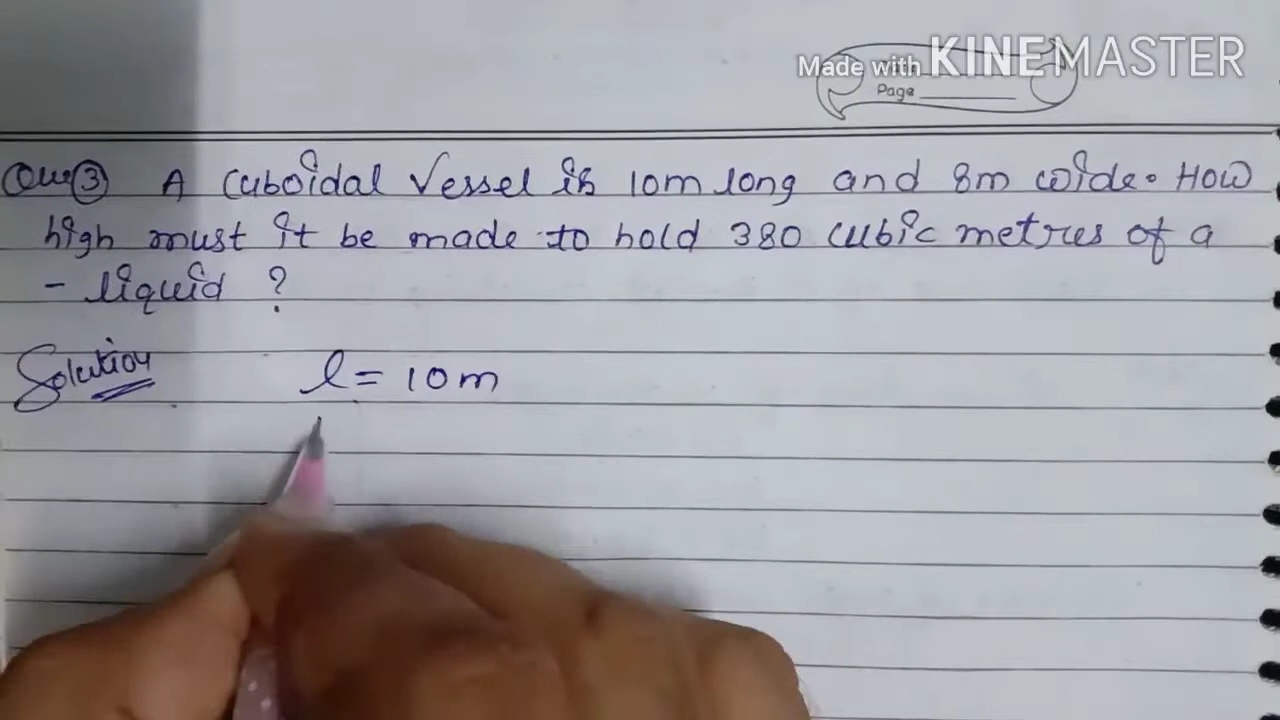 Made with KINEMASTER
Page
Que③ A Cuboidal Vessel is 10m long and 8m wide. How
high must it be made to hold 380 cubic metres of a
- liquid ?
Solution l = 10m